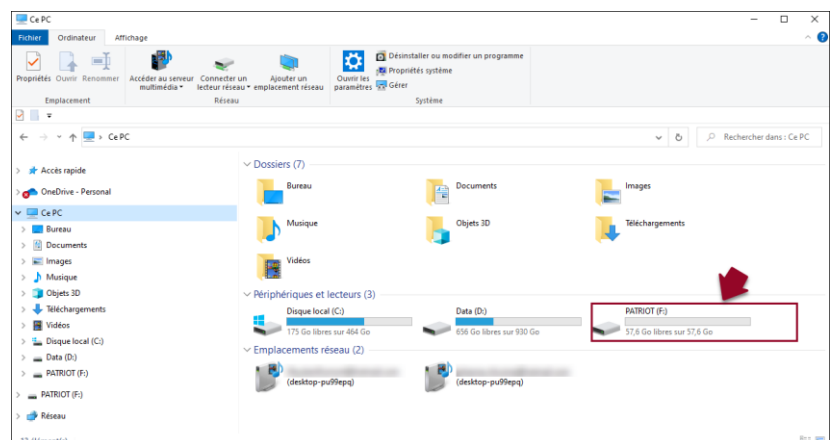 Ce PC
Fichier Ordinateur Affichage
Propriétés Ouvrir Renommer
Accéder au serveur multimédia
Connecter un lecteur réseau
Ajouter un emplacement réseau
Ouvrir les paramètres
Désinstaller ou modifier un programme
Propriétés système
Gérer
Emplacement Réseau Système
Ce PC
Rechercher dans : Ce PC
Accès rapide
OneDrive - Personal
Ce PC
Bureau
Documents
Images
Musique
Objets 3D
Téléchargements
Vidéos
Disque local (C:)
Data (D:)
PATRIOT (F:)
PATRIOT (F:)
Réseau
Dossiers (7)
Bureau Documents Images
Musique Objets 3D Téléchargements
Vidéos
Périphériques et lecteurs (3)
Disque local (C:) Data (D:) PATRIOT (F:)
175 Go libres sur 464 Go 656 Go libres sur 930 Go 57,6 Go libres sur 57,6 Go
Emplacements réseau (2)
(desktop-pu99epq) (desktop-pu99epq)